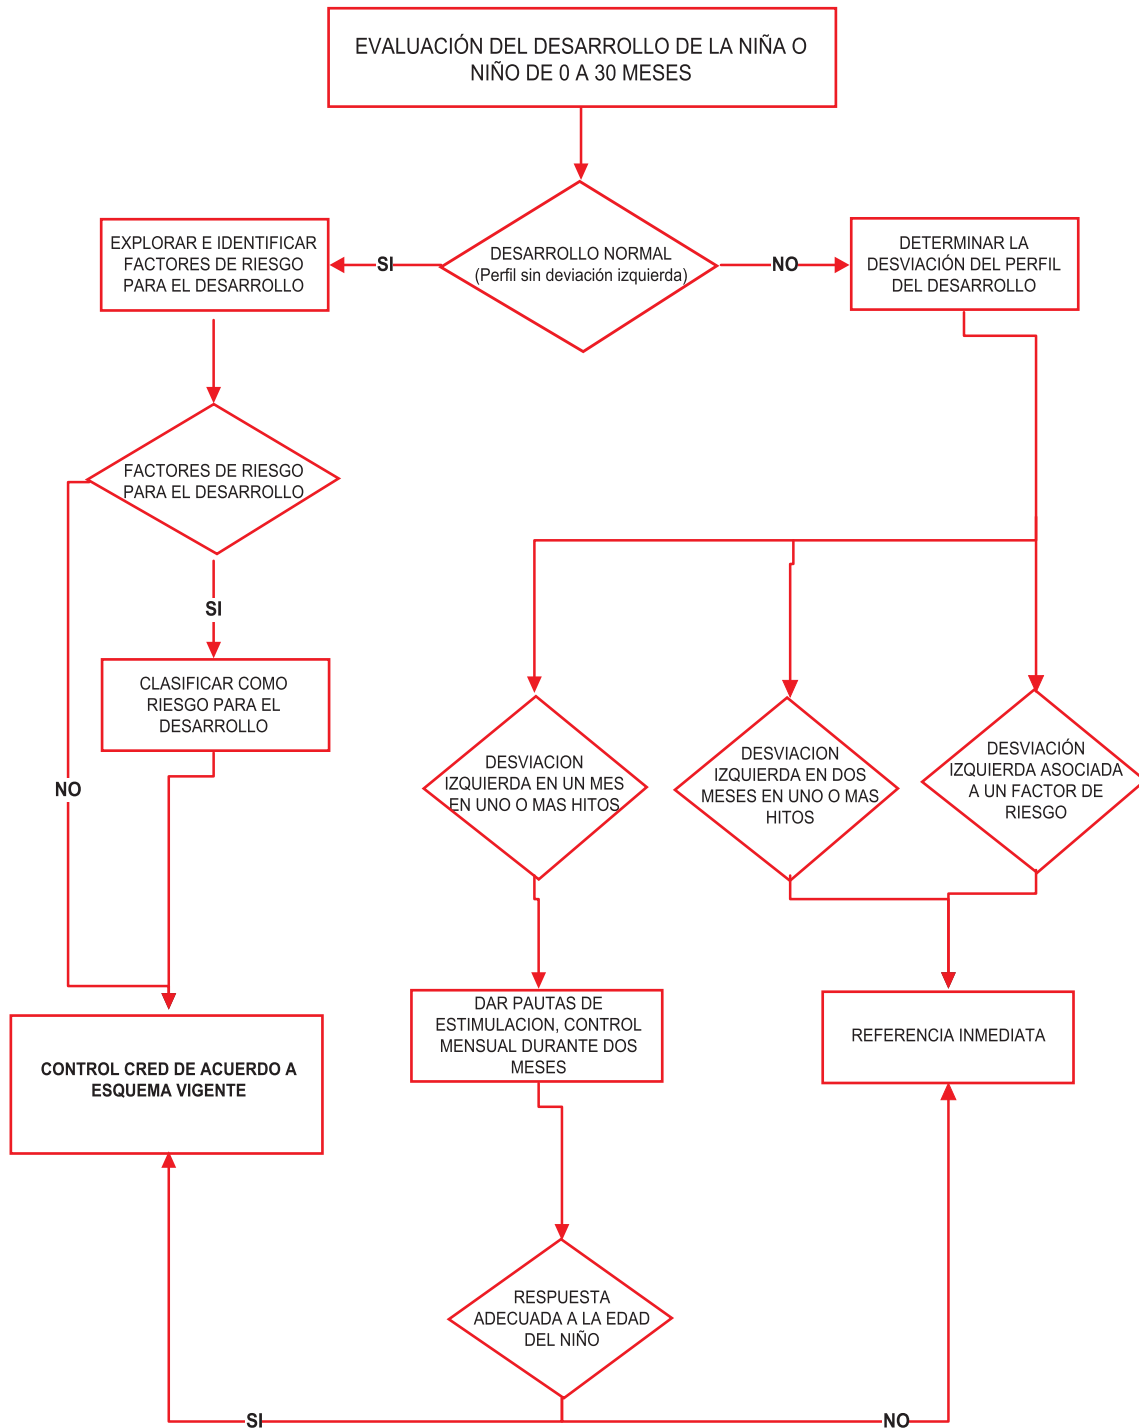 EVALUACIÓN DEL DESARROLLO DE LA NIÑA O
NIÑO DE 0 A 30 MESES
EXPLORAR E IDENTIFICAR
FACTORES DE RIESGO
PARA EL DESARROLLO
SI
DESARROLLO NORMAL
(Perfil sin deviación izquierda)
NO
DETERMINAR LA
DESVIACIÓN DEL PERFIL
DEL DESARROLLO
FACTORES DE RIESGO
PARA EL DESARROLLO
SI
CLASIFICAR COMO
RIESGO PARA EL
DESARROLLO
NO
DESVIACION
IZQUIERDA EN UN MES
EN UNO O MAS HITOS
DESVIACION
IZQUIERDA EN DOS
MESES EN UNO O MAS
HITOS
DESVIACIÓN
IZQUIERDA ASOCIADA
A UN FACTOR DE
RIESGO
CONTROL CRED DE ACUERDO A
ESQUEMA VIGENTE
DAR PAUTAS DE
ESTIMULACION, CONTROL
MENSUAL DURANTE DOS
MESES
REFERENCIA INMEDIATA
RESPUESTA
ADECUADA A LA EDAD
DEL NIÑO
SI
NO